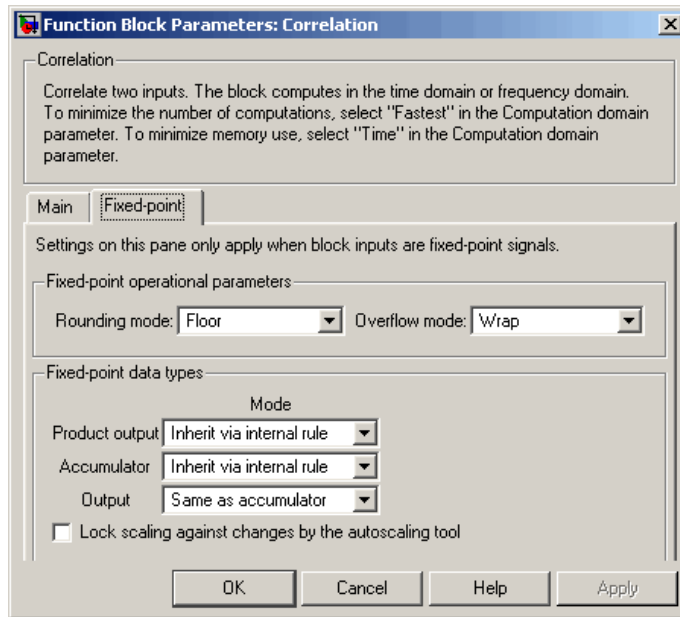 Function Block Parameters: Correlation
Correlation
Correlate two inputs. The block computes in the time domain or frequency domain.
To minimize the number of computations, select "Fastest" in the Computation domain
parameter. To minimize memory use, select "Time" in the Computation domain
parameter.
Main Fixed-point
Settings on this pane only apply when block inputs are fixed-point signals.
Fixed-point operational parameters
Rounding mode: Floor Overflow mode: Wrap
Fixed-point data types
Mode
Product output Inherit via internal rule
Accumulator Inherit via internal rule
Output Same as accumulator
Lock scaling against changes by the autoscaling tool
OK Cancel Help Apply